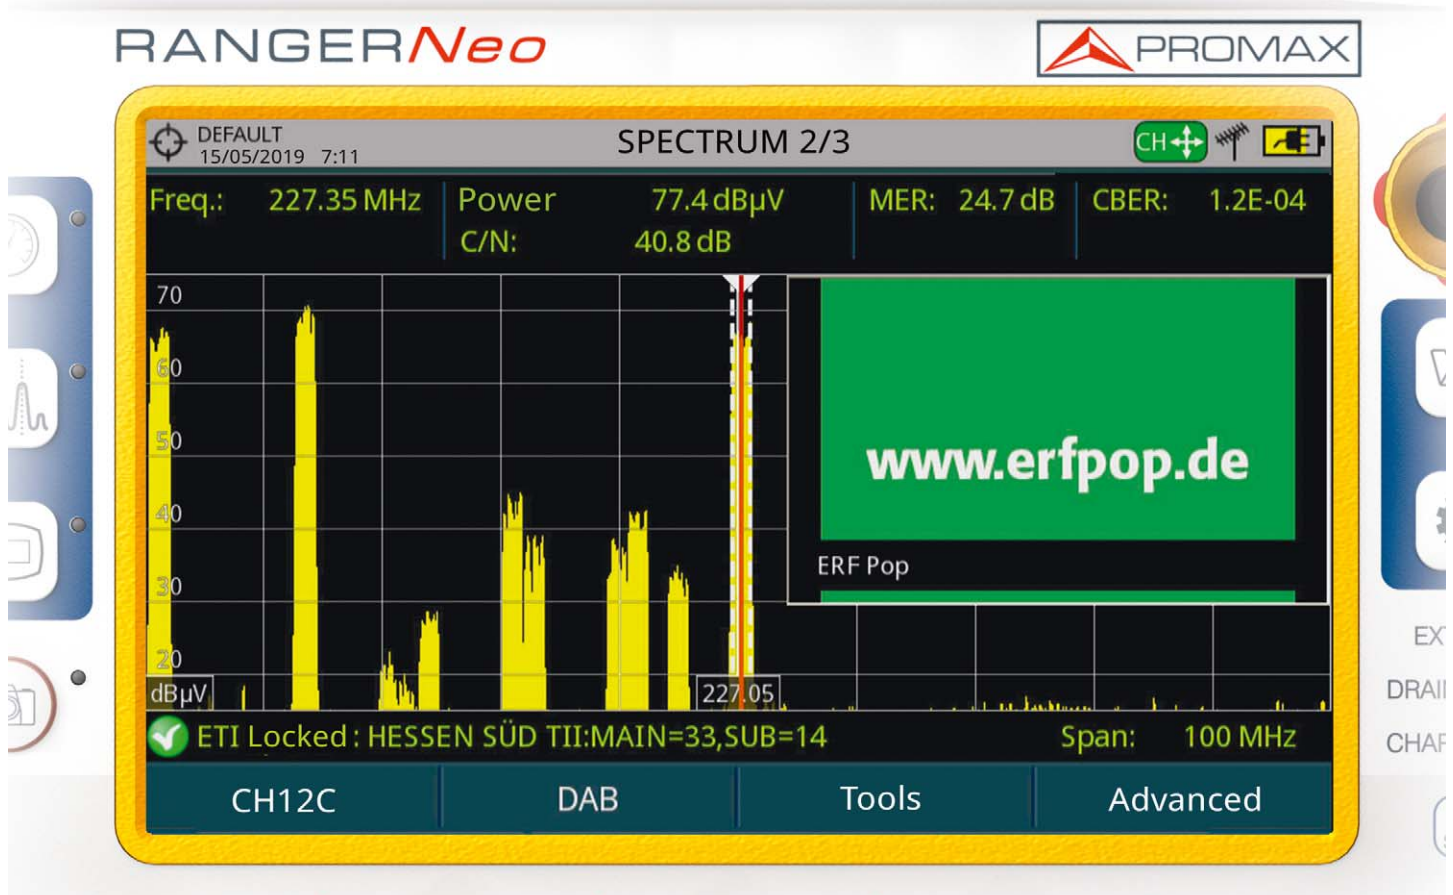 RANGERNeo
PROMAX
DEFAULT
15/05/2019 7:11
SPECTRUM 2/3
CH
Freq.: 227.35 MHz
Power 77.4 dBµV
C/N: 40.8 dB
MER: 24.7 dB
CBER: 1.2E-04
70
60
50
40
30
20
dBµV
227.05
www.erfpop.de
ERF Pop
ETI Locked : HESSEN SÜD TII:MAIN=33,SUB=14
Span: 100 MHz
CH12C
DAB
Tools
Advanced
EXT
DRAI
CHAR